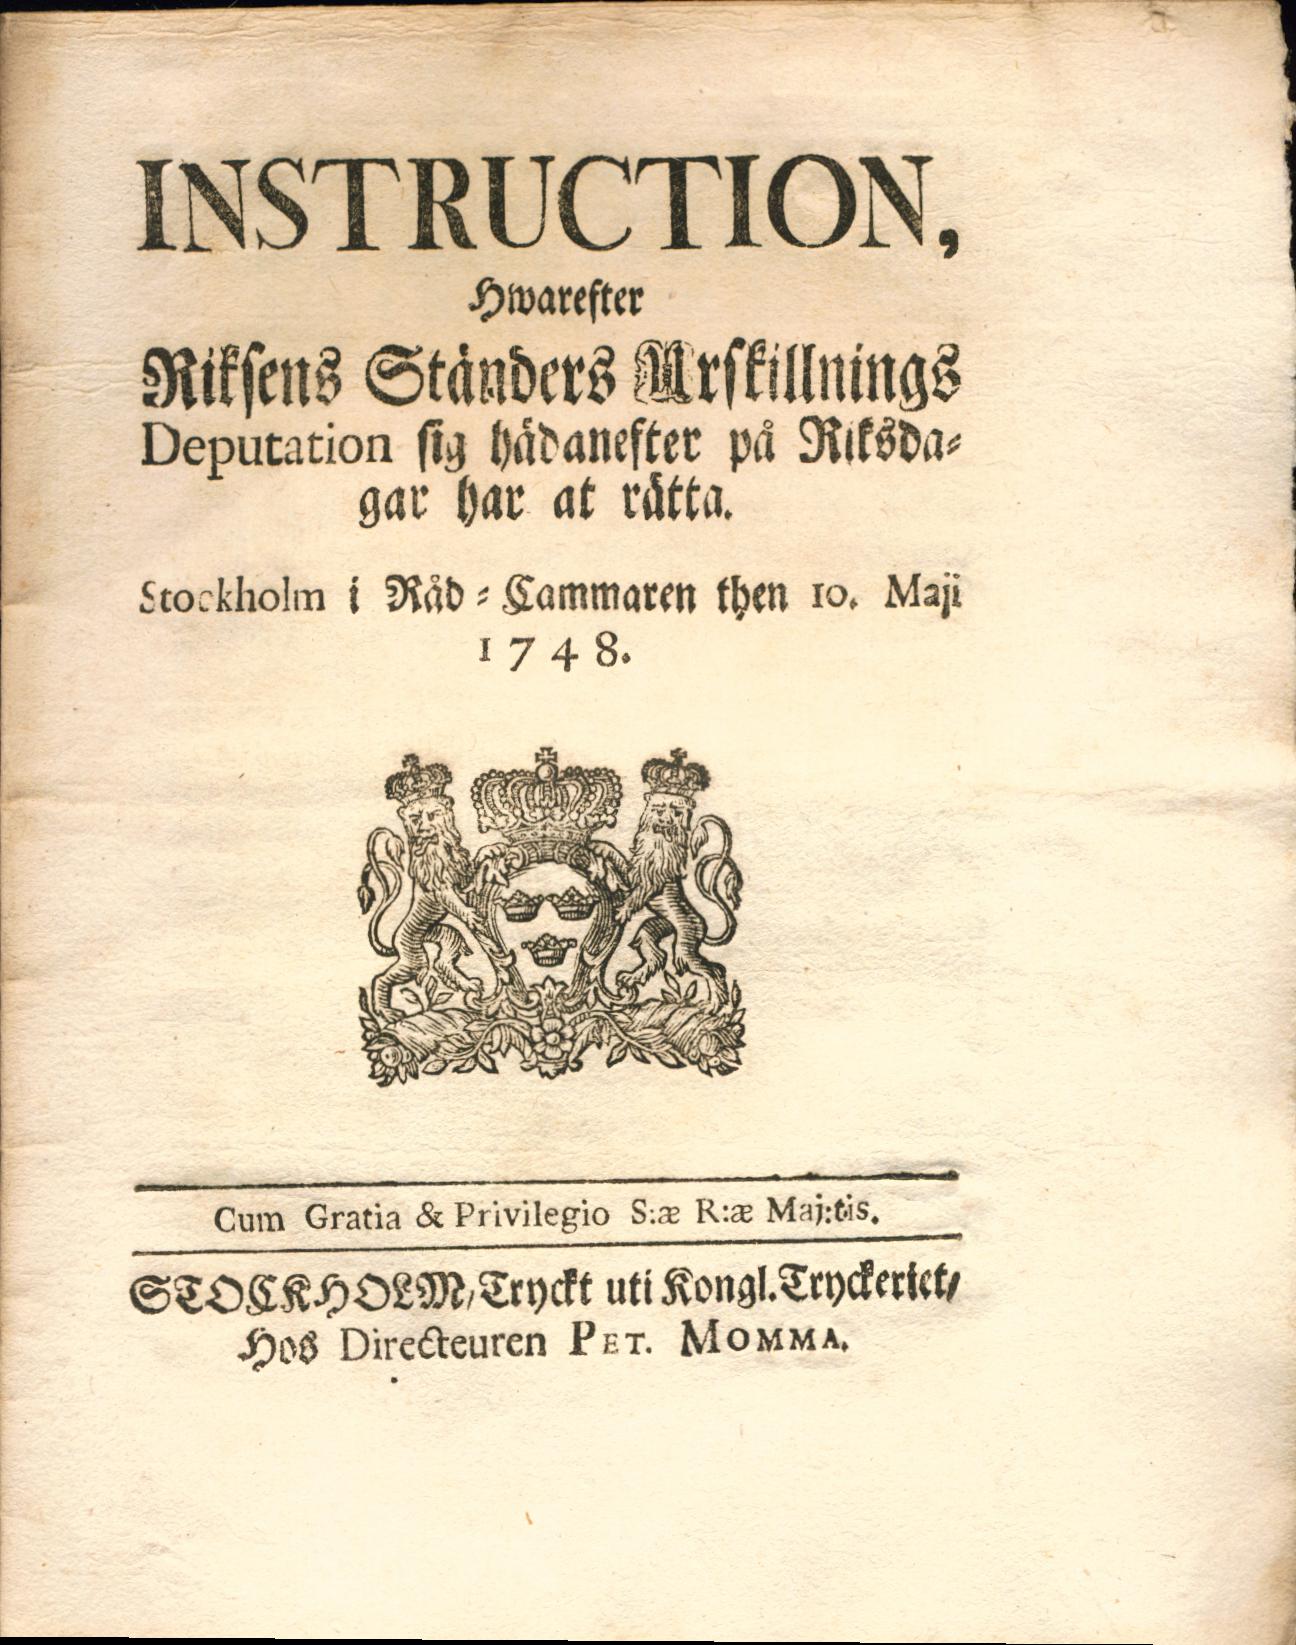 INSTRUCTION,
Hwarefter
Riksens Ständers Urskillnings
Deputation sig hädanefter på Riksda-
gar har at rätta.
Stockholm i Råd-Cammaren then 10. Maji
1748.
Cum Gratia & Privilegio S:æ R:æ Maj:tis.
STOCKHOLM, Tryckt uti Kongl. Tryckeriet,
Hos Directeuren PET. MOMMA.